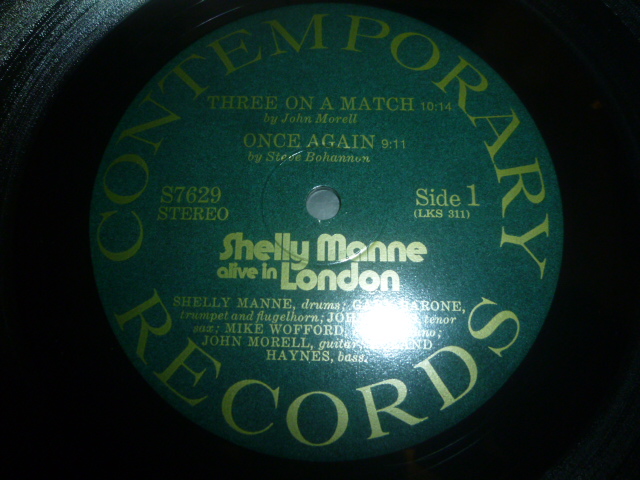 CONTEMPORARY
THREE ON A MATCH 10:14
by John Morell
ONCE AGAIN 9:11
by Steve Bohannon
S7629
STEREO
Side 1
(LKS 311)
Shelly Manne
alive in London
SHELLY MANNE, drums; GARY BARONE,
trumpet and flugelhorn; tenor
sax; MIKE WOFFORD,
JOHN MORELL, guitar;
HAYNES, bass.
RECORDS